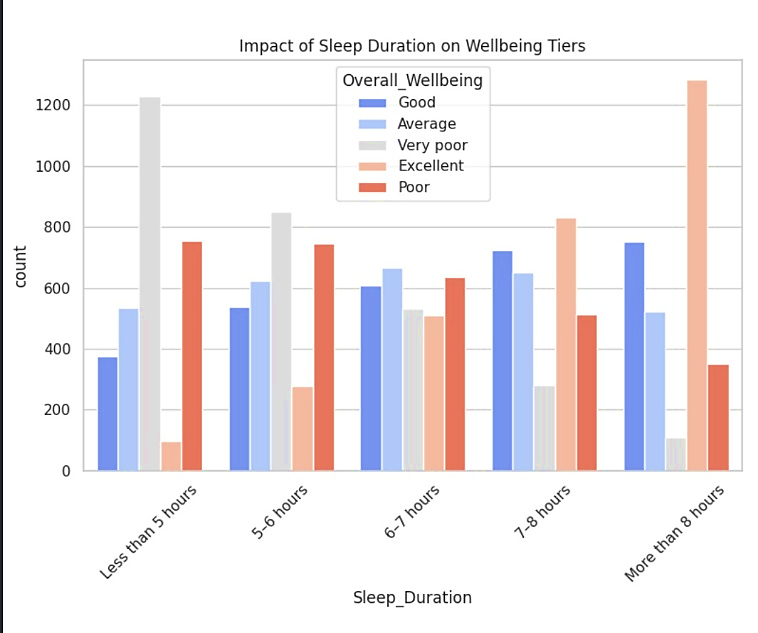 Impact of Sleep Duration on Wellbeing Tiers
Overall_Wellbeing
Good
Average
Very poor
Excellent
Poor
count
1200
1000
800
600
400
200
0
Less than 5 hours
5–6 hours
6–7 hours
7–8 hours
More than 8 hours
Sleep_Duration